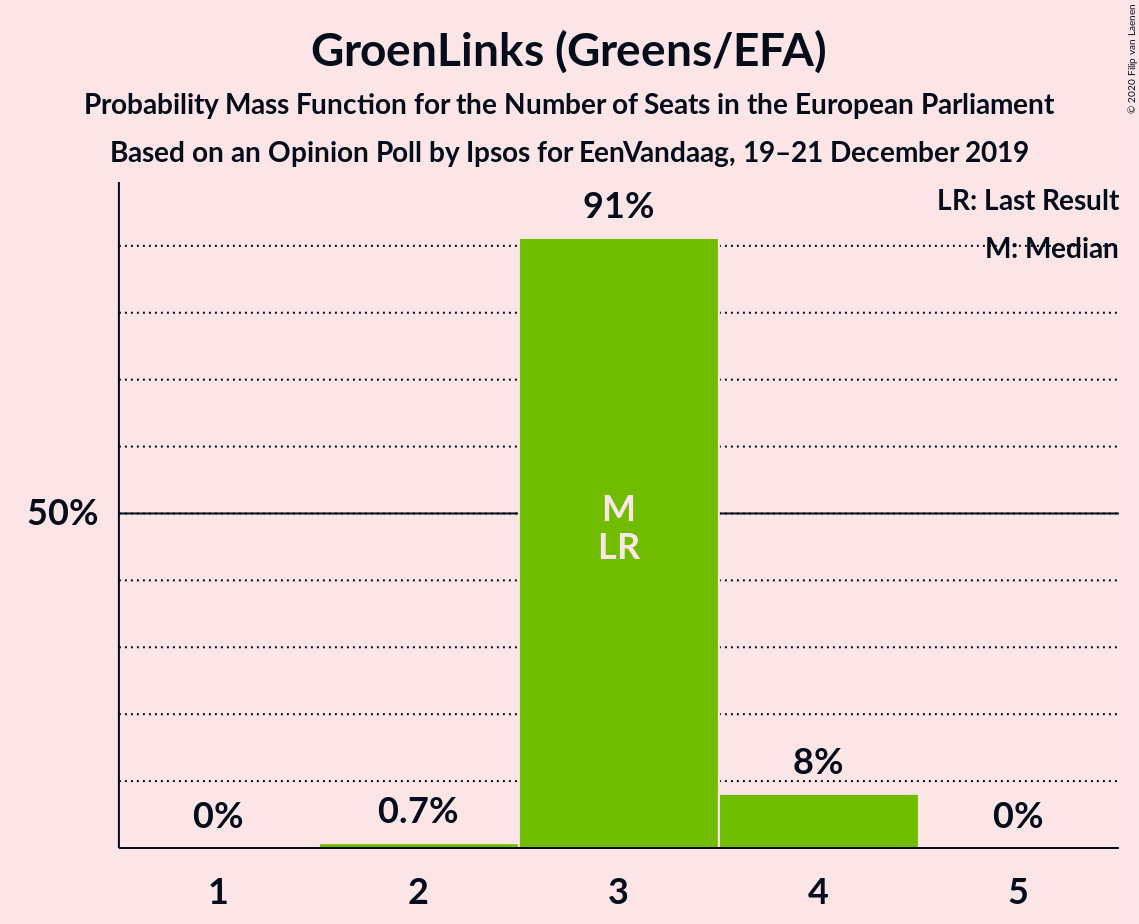 GroenLinks (Greens/EFA)
Probability Mass Function for the Number of Seats in the European Parliament
Based on an Opinion Poll by Ipsos for EenVandaag, 19–21 December 2019
© 2020 Filip van Laenen
LR: Last Result
M: Median
91%
50%
M
LR
8%
0%
0.7%
0%
1
2
3
4
5